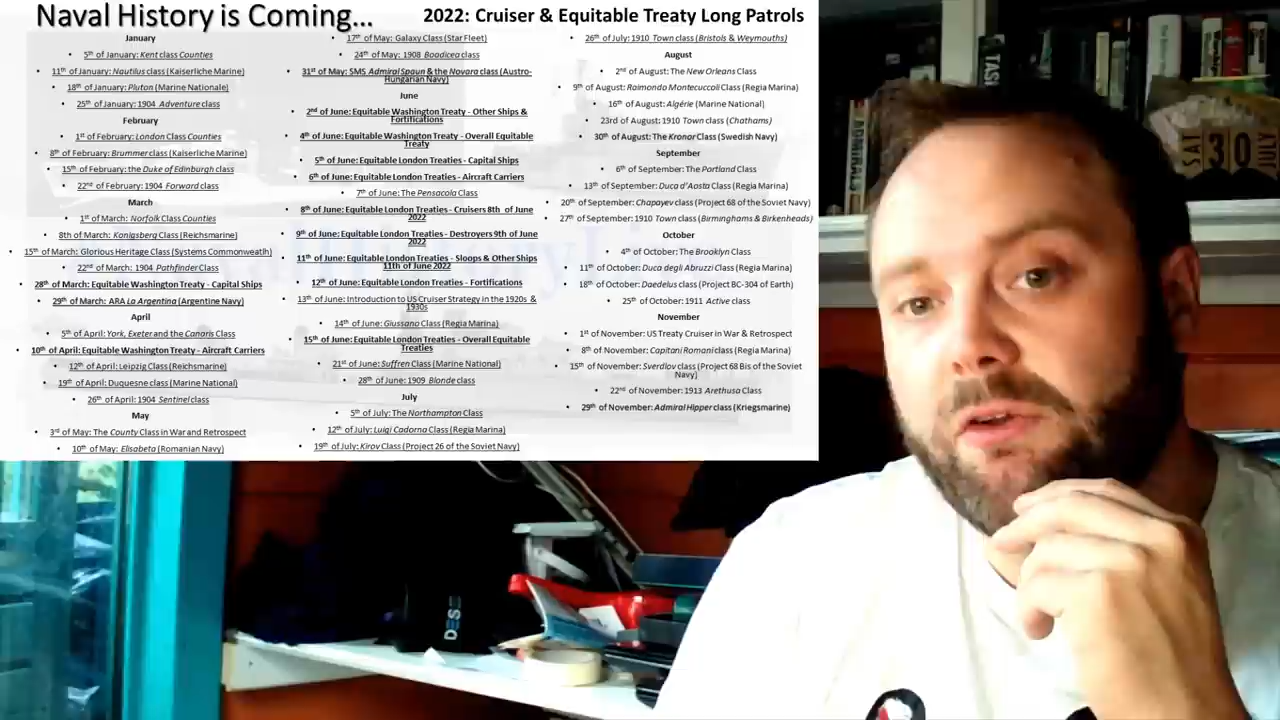 Naval History is Coming...
2022: Cruiser & Equitable Treaty Long Patrols
January
• 5th of January: Kent class Counties
• 11th of January: Nautilus class (Kaiserliche Marine)
• 18th of January: Pluton (Marine Nationale)
• 25th of January: 1904 Adventure class
February
• 1st of February: London Class Counties
• 8th of February: Brummer class (Kaiserliche Marine)
• 15th of February: the Duke of Edinburgh class
• 22nd of February: 1904 Forward class
March
• 1st of March: Norfolk Class Counties
• 8th of March: Konigsberg Class (Reichsmarine)
• 15th of March: Glorious Heritage Class (Systems Commonwealth)
• 22nd of March: 1904 Pathfinder Class
• 28th of March: Equitable Washington Treaty - Capital Ships
• 29th of March: ARA La Argentina (Argentine Navy)
April
• 5th of April: York, Exeter and the Canaris Class
• 10th of April: Equitable Washington Treaty - Aircraft Carriers
• 12th of April: Leipzig Class (Reichsmarine)
• 19th of April: Duquesne class (Marine National)
• 26th of April: 1904 Sentinel class
May
• 3rd of May: The County Class in War and Retrospect
• 10th of May: Elisabeta (Romanian Navy)
• 17th of May: Galaxy Class (Star Fleet)
• 24th of May: 1908 Boadicea class
• 31st of May: SMS Admiral Spaun & the Novara class (Austro-
Hungarian Navy)
June
• 2nd of June: Equitable Washington Treaty - Other Ships &
Fortifications
• 4th of June: Equitable Washington Treaty - Overall Equitable
Treaty
• 5th of June: Equitable London Treaties - Capital Ships
• 6th of June: Equitable London Treaties - Aircraft Carriers
• 7th of June: The Pensacola Class
• 8th of June: Equitable London Treaties - Cruisers 8th of June
2022
• 9th of June: Equitable London Treaties - Destroyers 9th of June
2022
• 11th of June: Equitable London Treaties - Sloops & Other Ships
11th of June 2022
• 12th of June: Equitable London Treaties - Fortifications
• 13th of June: Introduction to US Cruiser Strategy in the 1920s &
1930s
• 14th of June: Giussano Class (Regia Marina)
• 15th of June: Equitable London Treaties - Overall Equitable
Treaties
• 21st of June: Suffren Class (Marine National)
• 28th of June: 1909 Blonde class
July
• 5th of July: The Northampton Class
• 12th of July: Luigi Cadorna Class (Regia Marina)
• 19th of July: Kirov Class (Project 26 of the Soviet Navy)
• 26th of July: 1910 Town class (Bristols & Weymouths)
August
• 2nd of August: The New Orleans Class
• 9th of August: Raimondo Montecuccoli Class (Regia Marina)
• 16th of August: Algérie (Marine National)
• 23rd of August: 1910 Town class (Chathams)
• 30th of August: The Kronor Class (Swedish Navy)
September
• 6th of September: The Portland Class
• 13th of September: Duca d'Aosta Class (Regia Marina)
• 20th of September: Chapayev class (Project 68 of the Soviet Navy)
• 27th of September: 1910 Town class (Birminghams & Birkenheads)
October
• 4th of October: The Brooklyn Class
• 11th of October: Duca degli Abruzzi Class (Regia Marina)
• 18th of October: Daedelus class (Project BC-304 of Earth)
• 25th of October: 1911 Active class
November
• 1st of November: US Treaty Cruiser in War & Retrospect
• 8th of November: Capitani Romani class (Regia Marina)
• 15th of November: Sverdlov class (Project 68 Bis of the Soviet
Navy)
• 22nd of November: 1913 Arethusa Class
• 29th of November: Admiral Hipper class (Kriegsmarine)
SAT
30
JULY